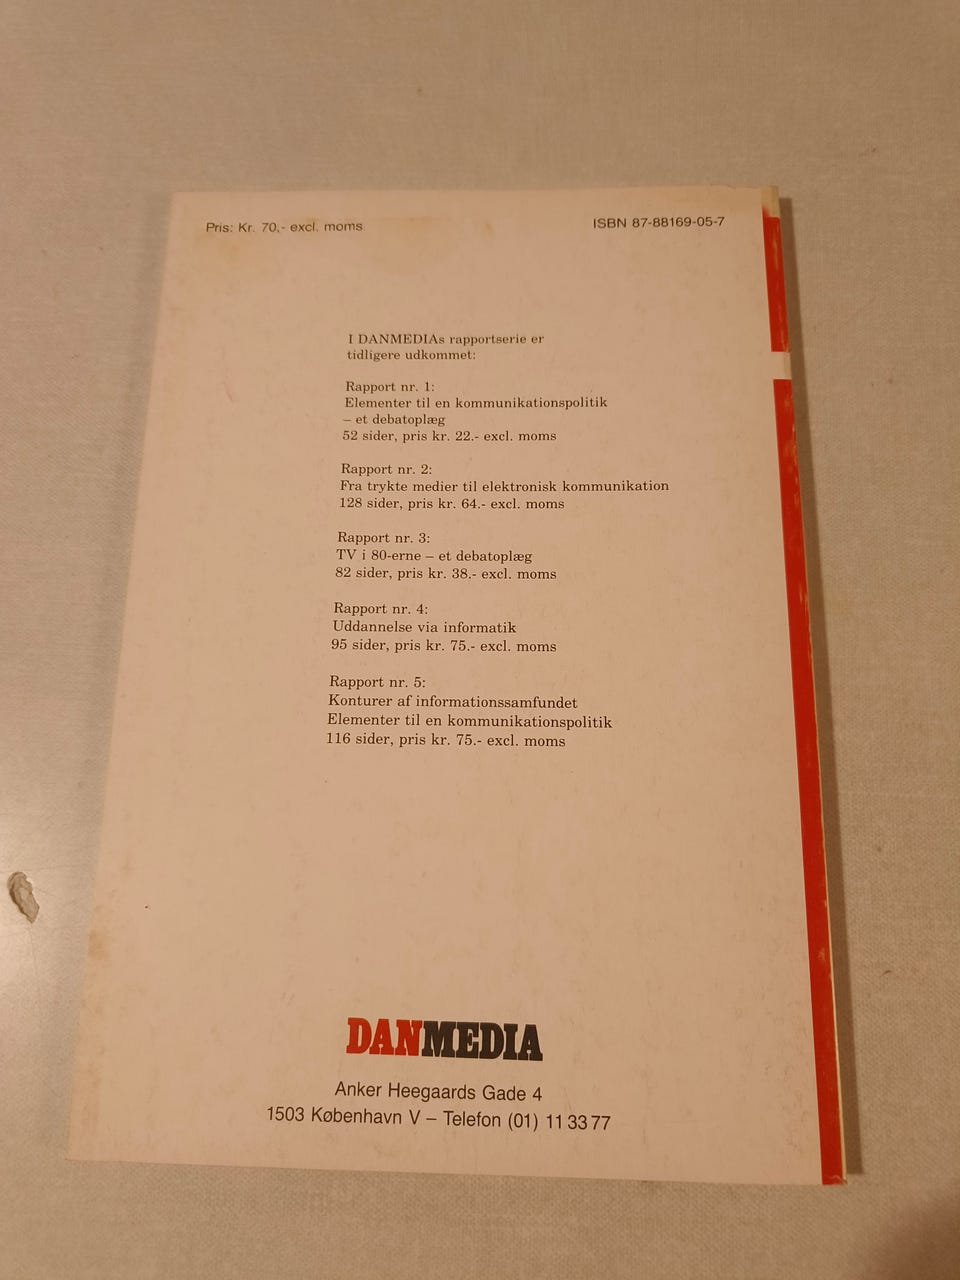 Pris: Kr. 70,- excl. moms
ISBN 87-88169-05-7
I DANMEDIAs rapportserie er
tidligere udkommet:
Rapport nr. 1:
Elementer til en kommunikationspolitik
– et debatoplæg
52 sider, pris kr. 22.- excl. moms
Rapport nr. 2:
Fra trykte medier til elektronisk kommunikation
128 sider, pris kr. 64.- excl. moms
Rapport nr. 3:
TV i 80-erne – et debatoplæg
82 sider, pris kr. 38.- excl. moms
Rapport nr. 4:
Uddannelse via informatik
95 sider, pris kr. 75.- excl. moms
Rapport nr. 5:
Konturer af informationssamfundet
Elementer til en kommunikationspolitik
116 sider, pris kr. 75.- excl. moms
DANMEDIA
Anker Heegaards Gade 4
1503 København V – Telefon (01) 11 33 77